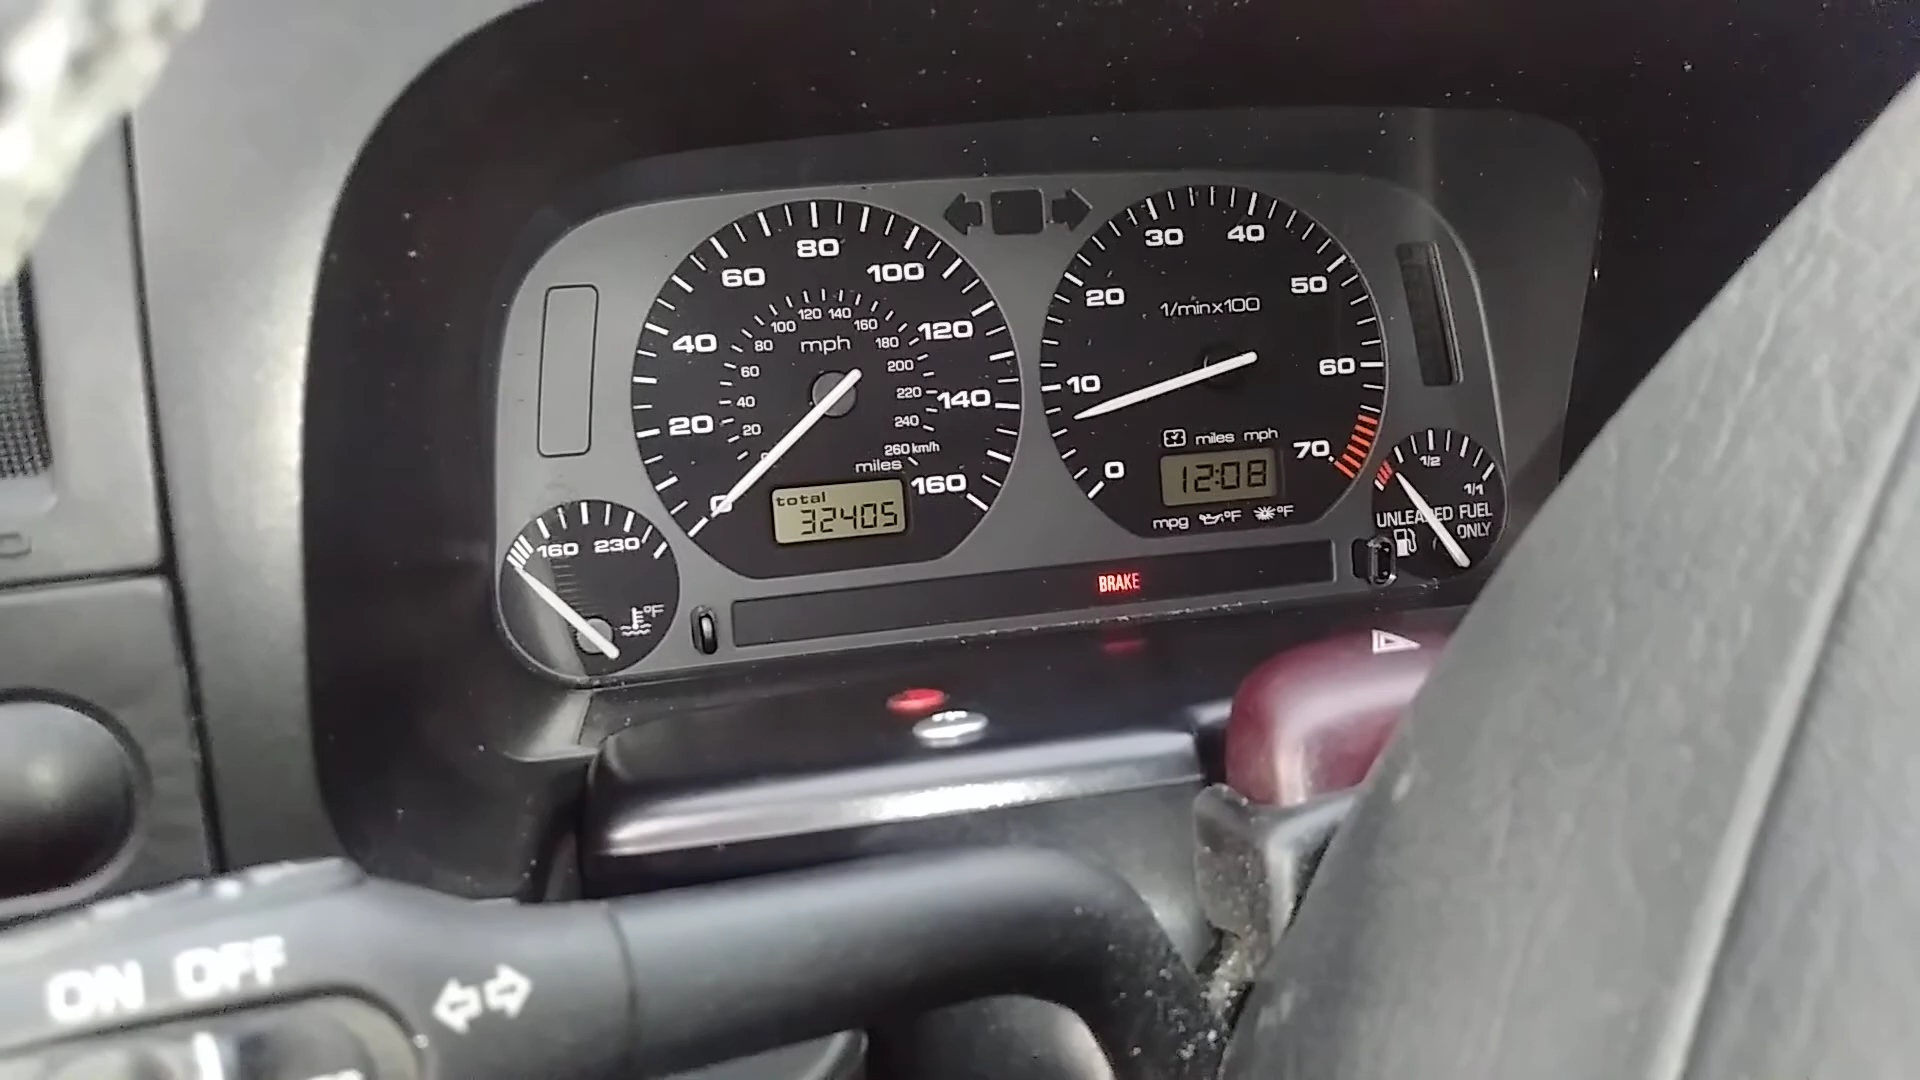 80
60 100
40 120
20 140
160
100 120 140 160
80 mph 180
60 200
40 220
20 240
260 km/h
0
miles
total
32405
30 40
20 50
1/minx100
10 60
0 70
miles mph
12:08
mpg °F °F
160 230
°F
1/2
1/1
UNLEADED FUEL
ONLY
BRAKE
ON OFF